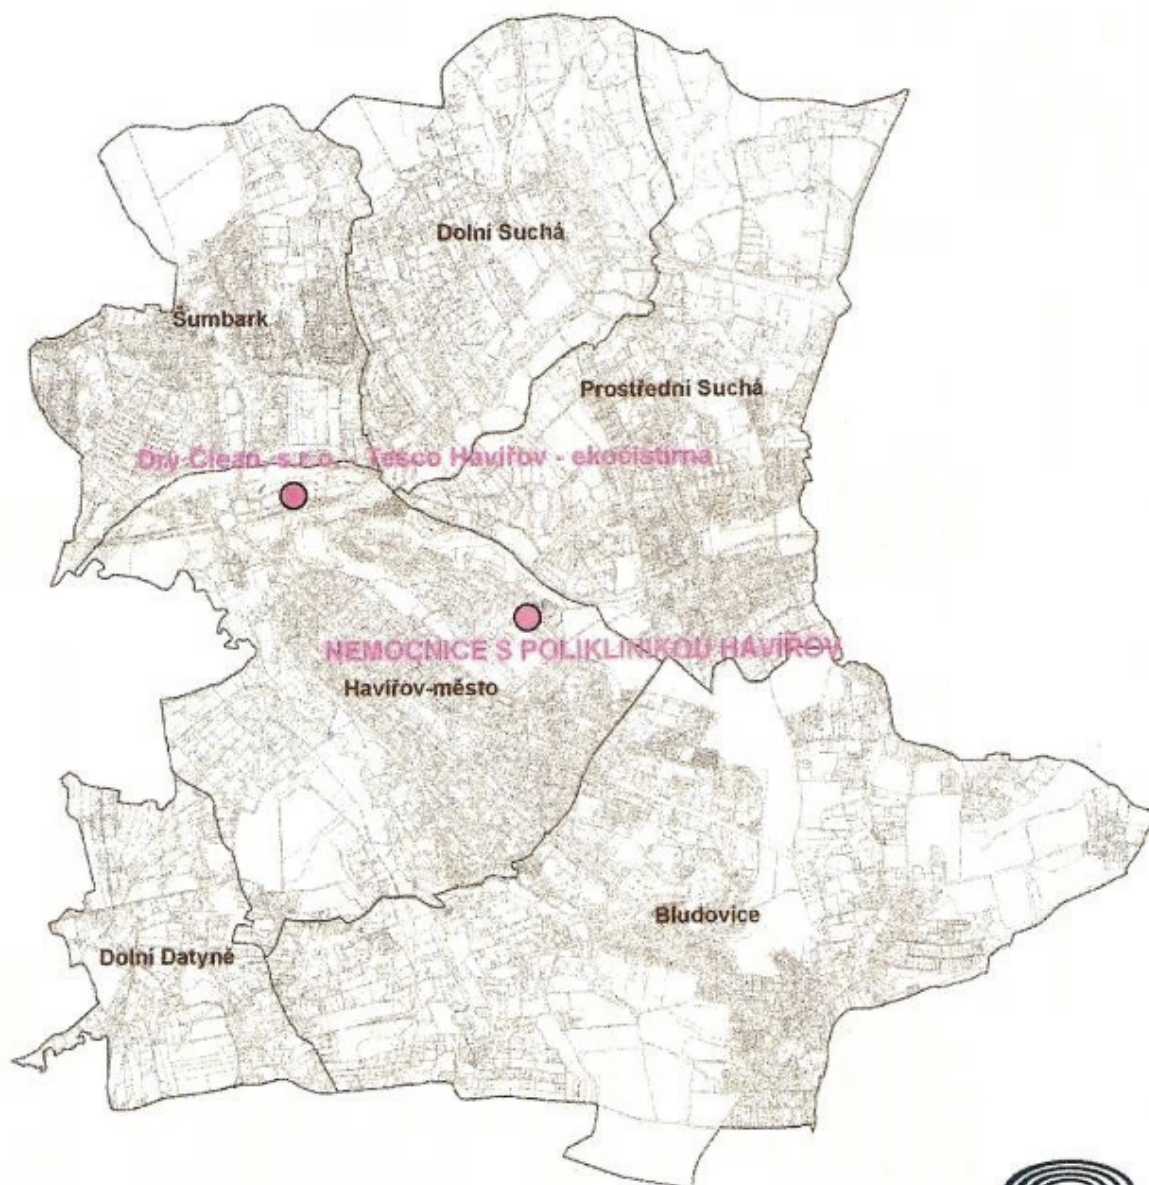 Dolní Suchá
Šumbark
Prostřední Suchá
Dry Clean, s.r.o. - Tesco Havířov - ekočistírna
NEMOCNICE S POLIKLINIKOU HAVÍŘOV
Havířov-město
Bludovice
Dolní Datyně